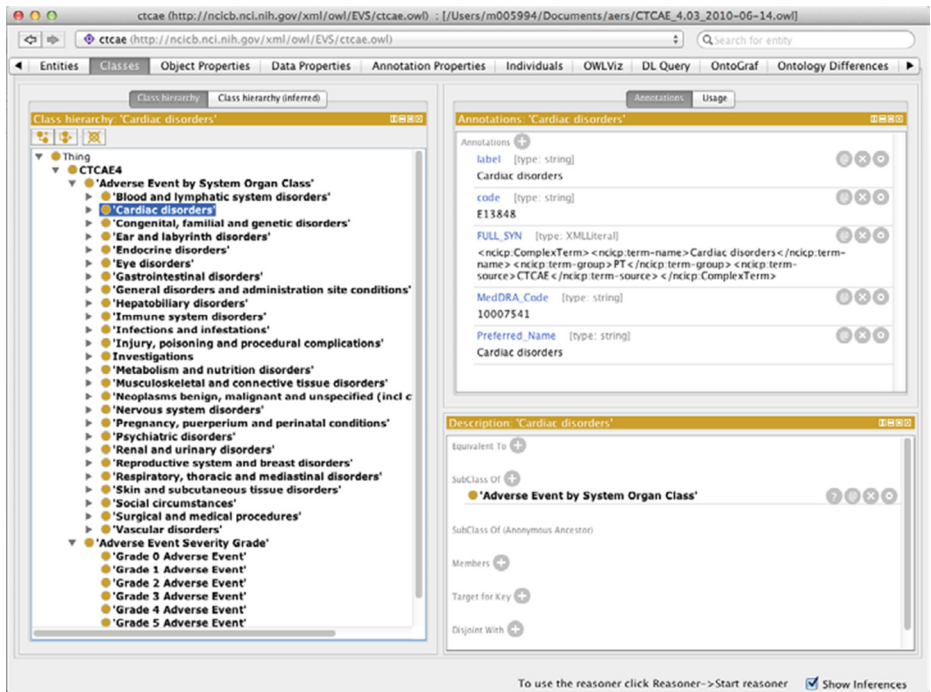 ctcae (http://ncicb.nci.nih.gov/xml/owl/EVS/ctcae.owl) : [/Users/m005994/Documents/aers/CTCAE_4.03_2010-06-14.owl]
ctcae (http://ncicb.nci.nih.gov/xml/owl/EVS/ctcae.owl)
Search for entity
Entities Classes Object Properties Data Properties Annotation Properties Individuals OWLViz DL Query OntoGraf Ontology Differences
Class hierarchy Class hierarchy (inferred)
Class hierarchy: 'Cardiac disorders'
Thing
CTCAE4
'Adverse Event by System Organ Class'
'Blood and lymphatic system disorders'
'Cardiac disorders'
'Congenital, familial and genetic disorders'
'Ear and labyrinth disorders'
'Endocrine disorders'
'Eye disorders'
'Gastrointestinal disorders'
'General disorders and administration site conditions'
'Hepatobiliary disorders'
'Immune system disorders'
'Infections and infestations'
'Injury, poisoning and procedural complications'
Investigations
'Metabolism and nutrition disorders'
'Musculoskeletal and connective tissue disorders'
'Neoplasms benign, malignant and unspecified (incl c
'Nervous system disorders'
'Pregnancy, puerperium and perinatal conditions'
'Psychiatric disorders'
'Renal and urinary disorders'
'Reproductive system and breast disorders'
'Respiratory, thoracic and mediastinal disorders'
'Skin and subcutaneous tissue disorders'
'Social circumstances'
'Surgical and medical procedures'
'Vascular disorders'
'Adverse Event Severity Grade'
'Grade 0 Adverse Event'
'Grade 1 Adverse Event'
'Grade 2 Adverse Event'
'Grade 3 Adverse Event'
'Grade 4 Adverse Event'
'Grade 5 Adverse Event'
Annotations Usage
Annotations: 'Cardiac disorders'
Annotations
label [type: string]
Cardiac disorders
code [type: string]
E13848
FULL_SYN [type: XMLLiteral]
<ncicp:ComplexTerm><ncicp:term-name>Cardiac disorders</ncicp:term-
name><ncicp:term-group>PT</ncicp:term-group><ncicp:term-
source>CTCAE</ncicp:term-source></ncicp:ComplexTerm>
MedDRA_Code [type: string]
10007541
Preferred_Name [type: string]
Cardiac disorders
Description: 'Cardiac disorders'
Equivalent To
SubClass Of
'Adverse Event by System Organ Class'
SubClass Of (Anonymous Ancestor)
Members
Target for Key
Disjoint With
To use the reasoner click Reasoner->Start reasoner Show Inferences